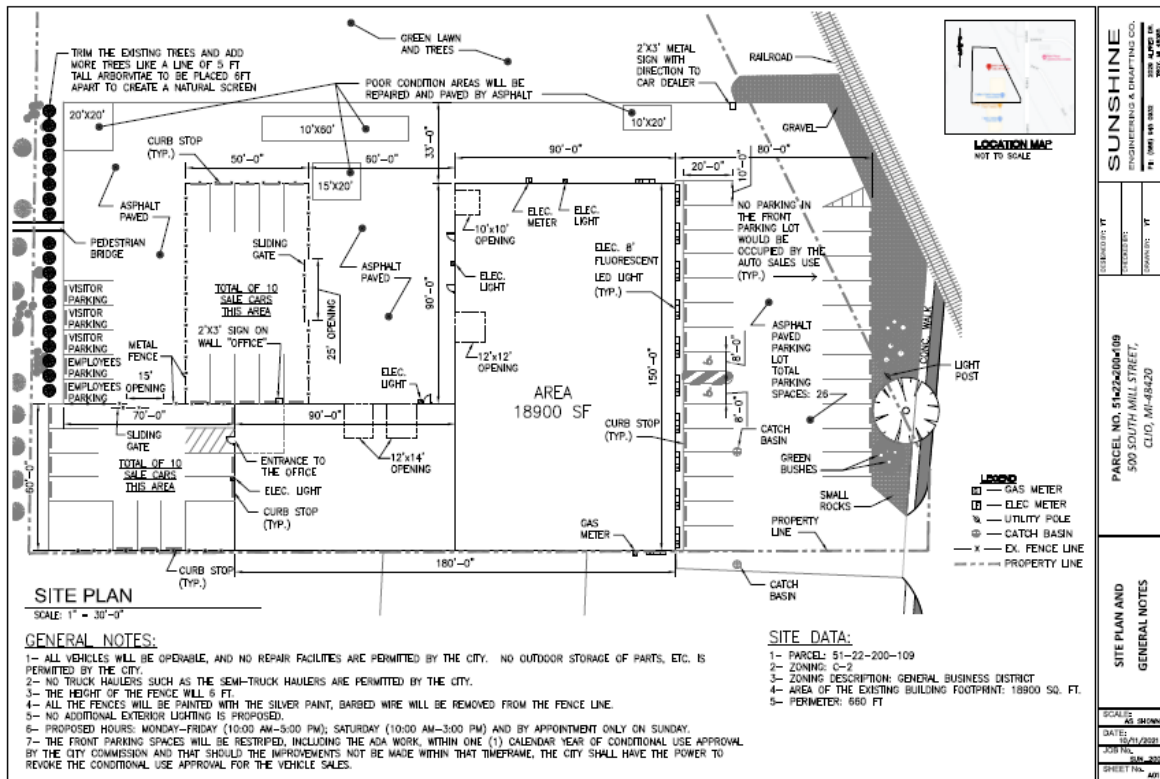 TRIM THE EXISTING TREES AND ADD
MORE TREES LIKE A LINE OF 5 FT
TALL ARBORVITAE TO BE PLACED 6FT
APART TO CREATE A NATURAL SCREEN
GREEN LAWN
AND TREES
2'X3' METAL
SIGN WITH
DIRECTION TO
CAR DEALER
RAILROAD
POOR CONDITION AREAS WILL BE
REPAIRED AND PAVED BY ASPHALT
20'X20'
10'X60'
10'X20'
15'X20'
CURB STOP
(TYP.)
33'-0"
GRAVEL
LOCATION MAP
NOT TO SCALE
50'-0"
60'-0"
90'-0"
80'-0"
20'-0"
10'-0"
ASPHALT
PAVED
PEDESTRIAN
BRIDGE
SLIDING
GATE
ASPHALT
PAVED
10'x10'
OPENING
ELEC.
METER
ELEC.
LIGHT
ELEC.
LIGHT
ELEC. 8'
FLUORESCENT
LED LIGHT
(TYP.)
NO PARKING IN
THE FRONT
PARKING LOT
WOULD BE
OCCUPIED BY THE
AUTO SALES USE
(TYP.)
VISITOR
PARKING
VISITOR
PARKING
VISITOR
PARKING
EMPLOYEES
PARKING
EMPLOYEES
PARKING
TOTAL OF 10
SALE CARS
THIS AREA
2'X3' SIGN ON
WALL "OFFICE"
25' OPENING
90'-0"
12'x12'
OPENING
METAL
FENCE
15'
OPENING
ELEC.
LIGHT
AREA
18900 SF
150'-0"
8'-0"
8'-0"
ASPHALT
PAVED
PARKING
LOT
TOTAL
PARKING
SPACES: 26
CONC. WALK
LIGHT
POST
70'-0"
90'-0"
60'-0"
SLIDING
GATE
TOTAL OF 10
SALE CARS
THIS AREA
ENTRANCE TO
THE OFFICE
ELEC. LIGHT
CURB STOP
(TYP.)
12'x14'
OPENING
CURB STOP
(TYP.)
CATCH
BASIN
GREEN
BUSHES
SMALL
ROCKS
GAS
METER
PROPERTY
LINE
CURB STOP
(TYP.)
180'-0"
CATCH
BASIN
LEGEND
GAS METER
ELEC METER
UTILITY POLE
CATCH BASIN
EX. FENCE LINE
PROPERTY LINE
SITE PLAN
SCALE: 1" = 30'-0"
GENERAL NOTES:
1- ALL VEHICLES WILL BE OPERABLE, AND NO REPAIR FACILITIES ARE PERMITTED BY THE CITY. NO OUTDOOR STORAGE OF PARTS, ETC. IS
PERMITTED BY THE CITY.
2- NO TRUCK HAULERS SUCH AS THE SEMI-TRUCK HAULERS ARE PERMITTED BY THE CITY.
3- THE HEIGHT OF THE FENCE WILL 6 FT.
4- ALL THE FENCES WILL BE PAINTED WITH THE SILVER PAINT, BARBED WIRE WILL BE REMOVED FROM THE FENCE LINE.
5- NO ADDITIONAL EXTERIOR LIGHTING IS PROPOSED.
6- PROPOSED HOURS: MONDAY-FRIDAY (10:00 AM-5:00 PM); SATURDAY (10:00 AM-3:00 PM) AND BY APPOINTMENT ONLY ON SUNDAY.
7- THE FRONT PARKING SPACES WILL BE RESTRIPED, INCLUDING THE ADA WORK, WITHIN ONE (1) CALENDAR YEAR OF CONDITIONAL USE APPROVAL
BY THE CITY COMMISSION AND THAT SHOULD THE IMPROVEMENTS NOT BE MADE WITHIN THAT TIMEFRAME, THE CITY SHALL HAVE THE POWER TO
REVOKE THE CONDITIONAL USE APPROVAL FOR THE VEHICLE SALES.
SITE DATA:
1- PARCEL: 51-22-200-109
2- ZONING: C-2
3- ZONING DESCRIPTION: GENERAL BUSINESS DISTRICT
4- AREA OF THE EXISTING BUILDING FOOTPRINT: 18900 SQ. FT.
5- PERIMETER: 660 FT
SUNSHINE
ENGINEERING & DRAFTING CO.
DESIGNED BY: YT
CHECKED BY:
DRAWN BY: YT
PARCEL NO. 51-22-200-109
500 SOUTH MILL STREET,
CLIO, MI-48420
SITE PLAN AND
GENERAL NOTES
SCALE:
AS SHOWN
DATE:
JOB No.
SHEET No.